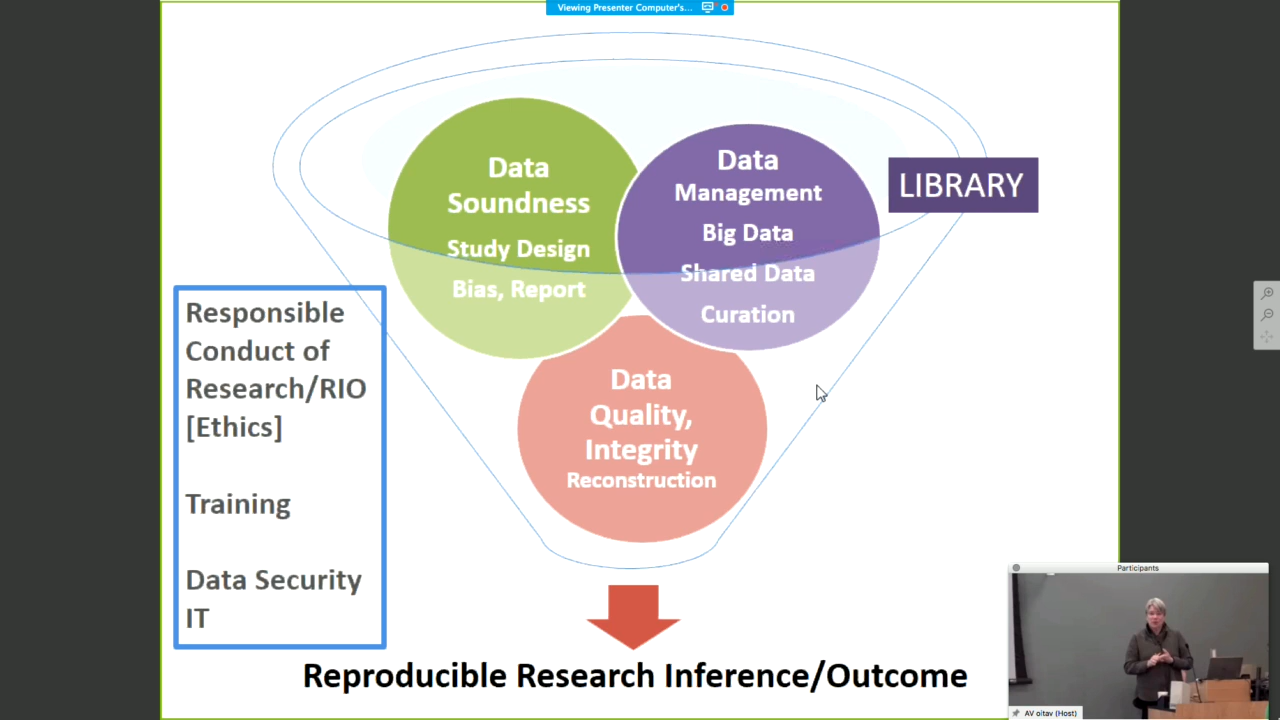 Viewing Presenter Computer's...
Data
Soundness
Study Design
Bias, Report
Data
Management
Big Data
Shared Data
Curation
LIBRARY
Responsible
Conduct of
Research/RIO
[Ethics]
Training
Data Security
IT
Data
Quality,
Integrity
Reconstruction
Reproducible Research Inference/Outcome
Participants
AV oitav (Host)